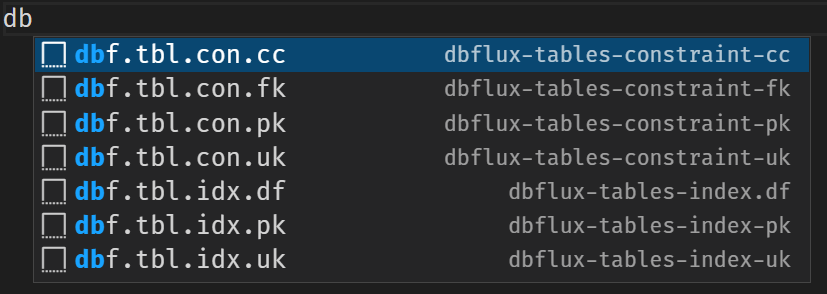 db
dbf.tbl.con.cc dbflux-tables-constraint-cc
dbf.tbl.con.fk dbflux-tables-constraint-fk
dbf.tbl.con.pk dbflux-tables-constraint-pk
dbf.tbl.con.uk dbflux-tables-constraint-uk
dbf.tbl.idx.df dbflux-tables-index.df
dbf.tbl.idx.pk dbflux-tables-index-pk
dbf.tbl.idx.uk dbflux-tables-index-uk